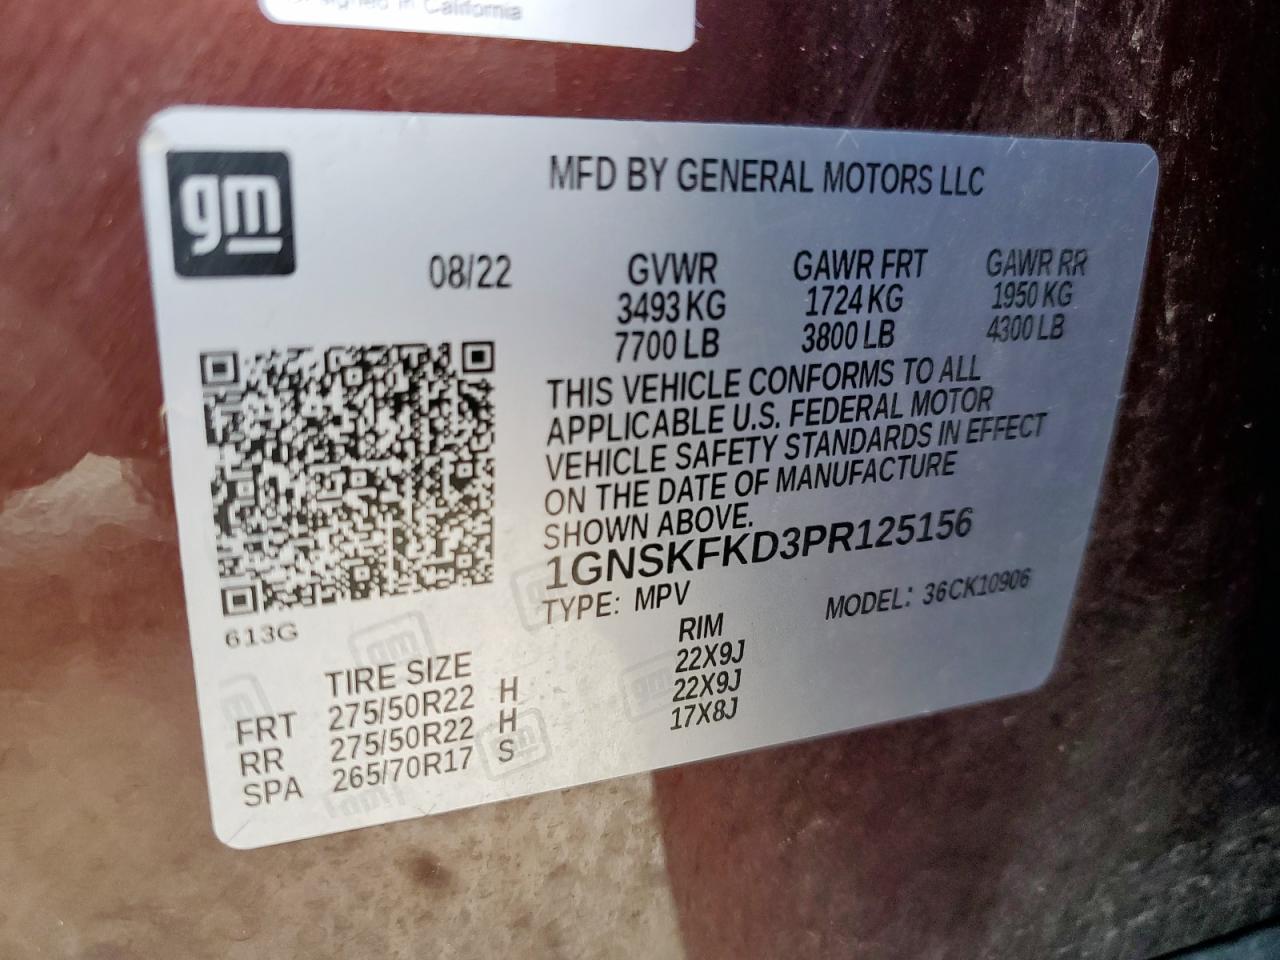 in California
gm
MFD BY GENERAL MOTORS LLC
08/22
GVWR GAWR FRT GAWR RR
3493 KG 1724 KG 1950 KG
7700 LB 3800 LB 4300 LB
THIS VEHICLE CONFORMS TO ALL
APPLICABLE U.S. FEDERAL MOTOR
VEHICLE SAFETY STANDARDS IN EFFECT
ON THE DATE OF MANUFACTURE
SHOWN ABOVE.
1GNSKFKD3PR125156
TYPE: MPV MODEL: 36CK10906
613G
TIRE SIZE RIM
FRT 275/50R22 H 22X9J
RR 275/50R22 H 22X9J
SPA 265/70R17 S 17X8J